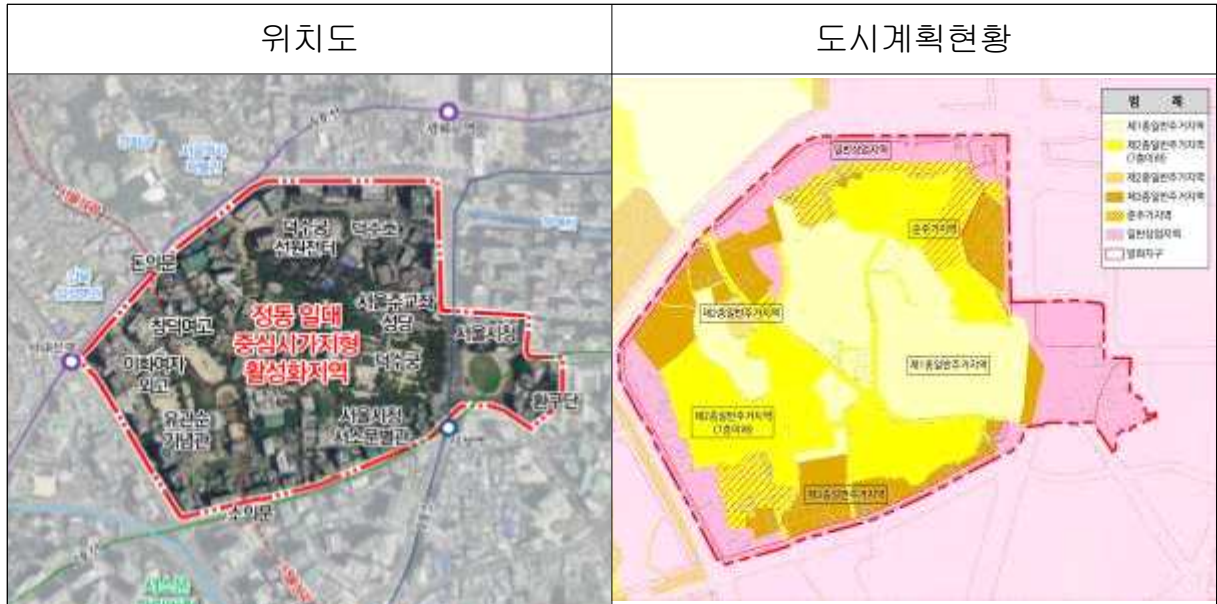 위치도
도시계획현황
덕수궁
선원전터
덕수초
돈의문
서울주교좌
성당
서울시청
창덕여고
정동 일대
중심시가지형
활성화지역
덕수궁
이화여자
외고
환구단
유관순
기념관
서울시청
서소문별관
소의문
범 례
제1종일반주거지역
제2종일반주거지역
(7층이하)
제2종일반주거지역
제3종일반주거지역
준주거지역
일반상업지역
일반상업지역
준주거지역
제2종일반주거지역
제1종일반주거지역
제2종일반주거지역
(7층이하)
제3종일반주거지역